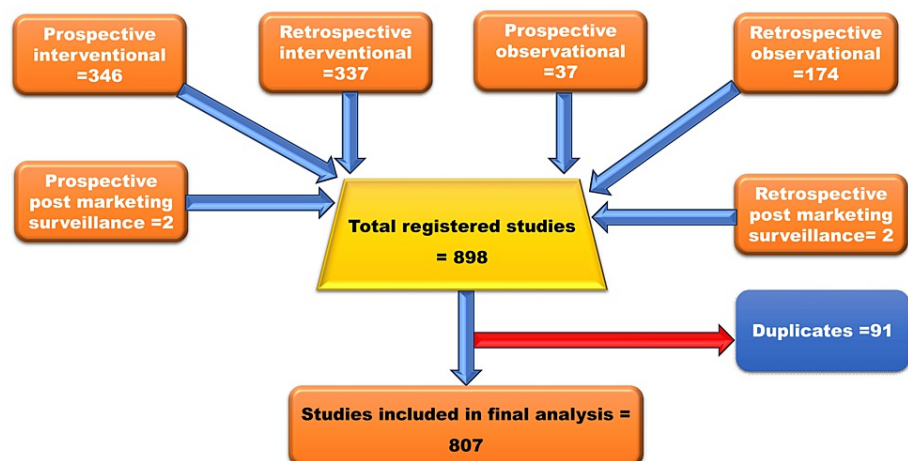 Prospective
interventional
=346
Retrospective
interventional
=337
Prospective
observational
=37
Retrospective
observational
=174
Prospective
post marketing
surveillance =2
Total registered studies
= 898
Retrospective
post marketing
surveillance= 2
Duplicates =91
Studies included in final analysis =
807